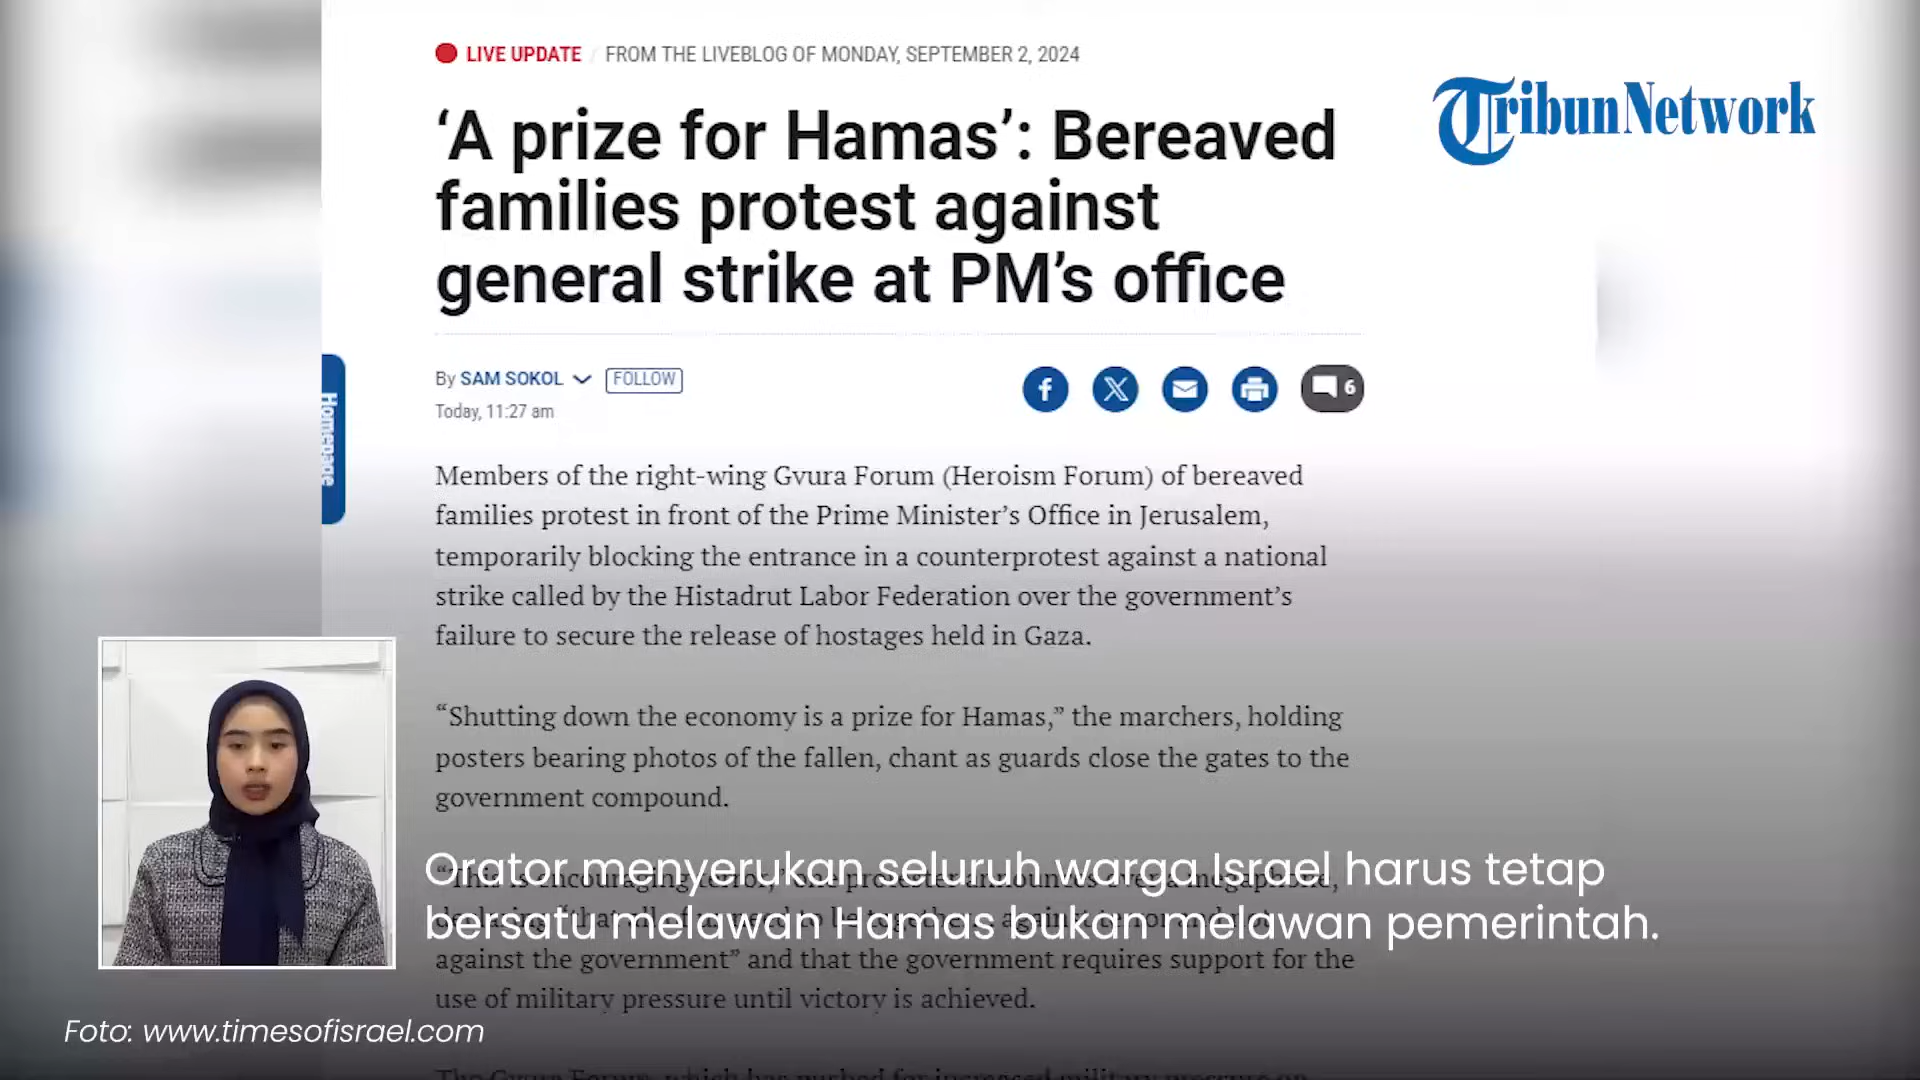 LIVE UPDATE / FROM THE LIVEBLOG OF MONDAY, SEPTEMBER 2, 2024
TribunNetwork
‘A prize for Hamas’: Bereaved
families protest against
general strike at PM’s office
By SAM SOKOL FOLLOW
Today, 11:27 am
6
Homepage
Members of the right-wing Gvura Forum (Heroism Forum) of bereaved
families protest in front of the Prime Minister’s Office in Jerusalem,
temporarily blocking the entrance in a counterprotest against a national
strike called by the Histadrut Labor Federation over the government’s
failure to secure the release of hostages held in Gaza.
“Shutting down the economy is a prize for Hamas,” the marchers, holding
posters bearing photos of the fallen, chant as guards close the gates to the
government compound.
Orator menyerukan seluruh warga Israel harus tetap
bersatu melawan Hamas bukan melawan pemerintah.
against the government” and that the government requires support for the
use of military pressure until victory is achieved.
Foto: www.timesofisrael.com